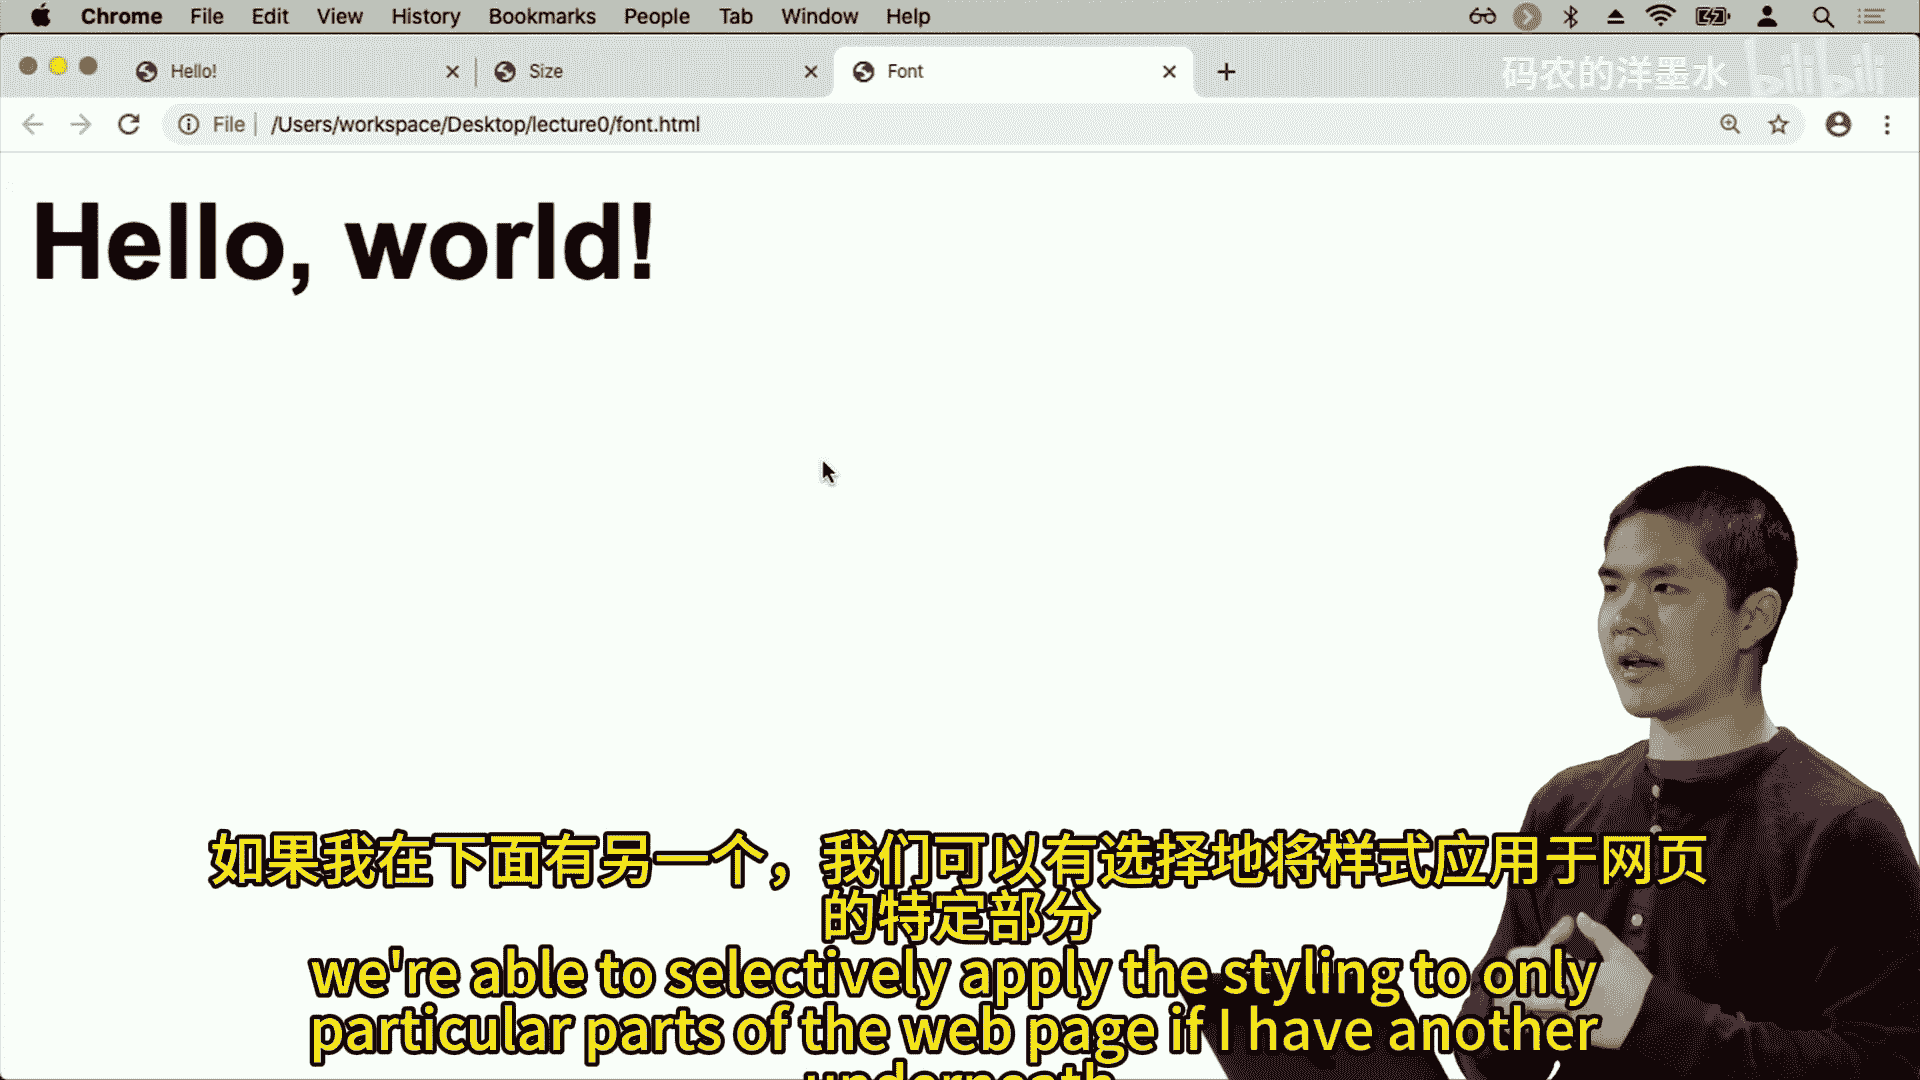 Chrome File Edit View History Bookmarks People Tab Window Help
Hello! Size Font
码农的洋墨水 bilibili
File /Users/workspace/Desktop/lecture0/font.html
Hello, world!
如果我在下面有另一个，我们可以有选择地将样式应用于网页
的特定部分
we're able to selectively apply the styling to only
particular parts of the web page if I have another
underneath